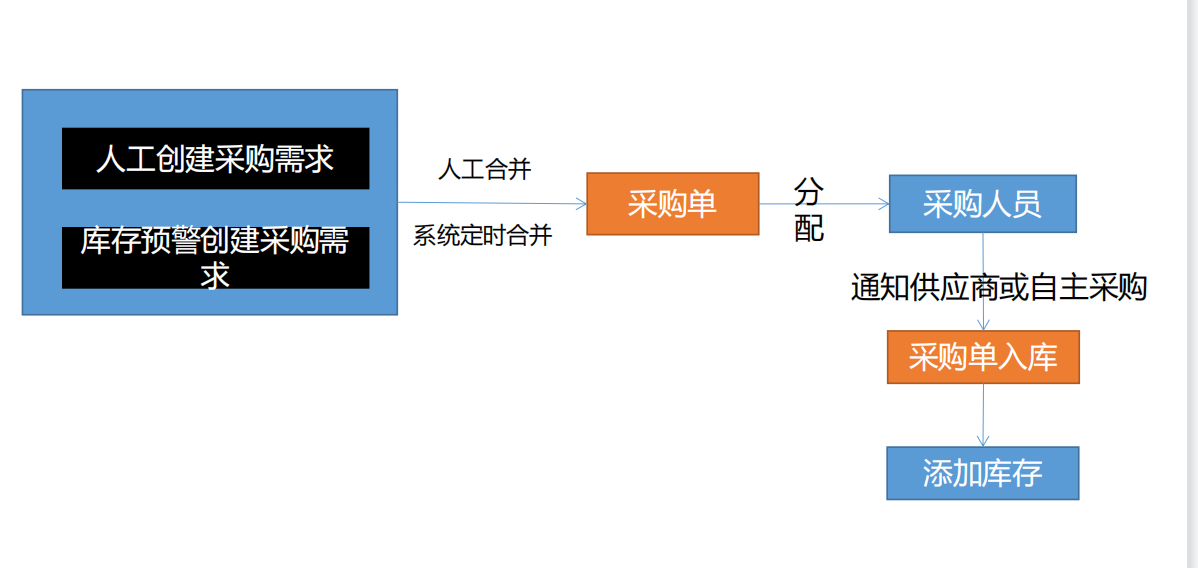 人工创建采购需求
库存预警创建采购需
求
人工合并
系统定时合并
采购单
分
配
采购人员
通知供应商或自主采购
采购单入库
添加库存